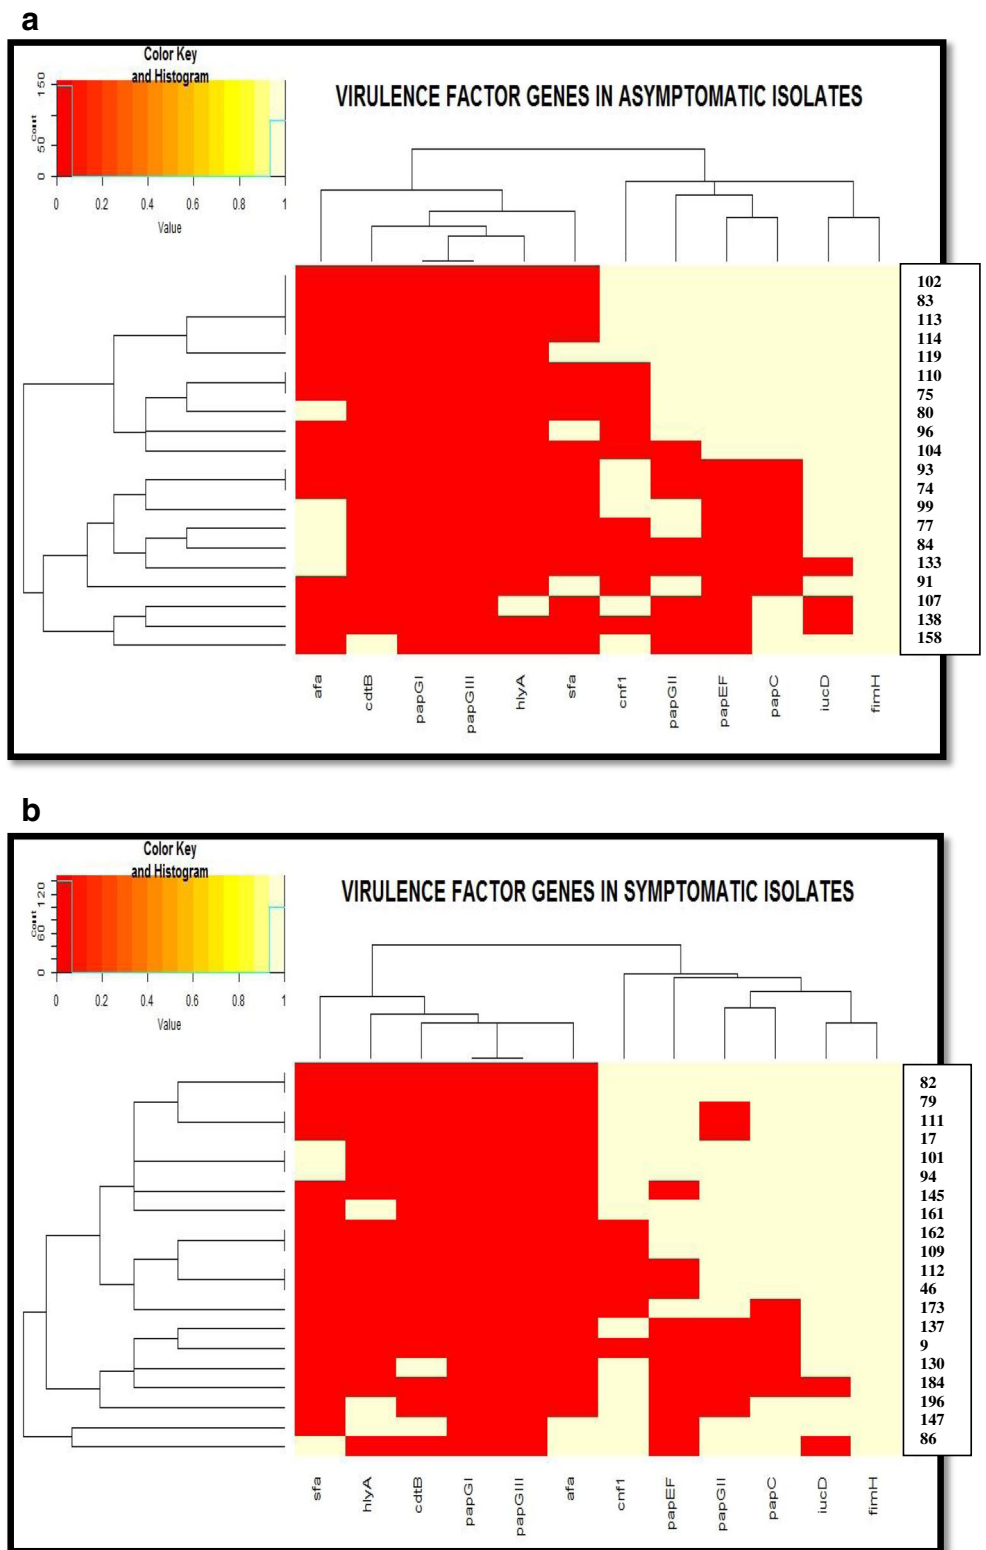 a
Color Key
and Histogram
150
50
0
Count
0 0.2 0.4 0.6 0.8 1
Value
VIRULENCE FACTOR GENES IN ASYMPTOMATIC ISOLATES
102
83
113
114
119
110
75
80
96
104
93
74
99
77
84
133
91
107
138
158
afa cdtB papGI papGIII hlyA sfa cnf1 papGII papEF papC iucD fimH
b
Color Key
and Histogram
120
60
0
Count
0 0.2 0.4 0.6 0.8 1
Value
VIRULENCE FACTOR GENES IN SYMPTOMATIC ISOLATES
82
79
111
17
101
94
145
161
162
109
112
46
173
137
9
130
184
196
147
86
sfa hlyA cdtB papGI papGIII afa cnf1 papEF papGII papC iucD fimH